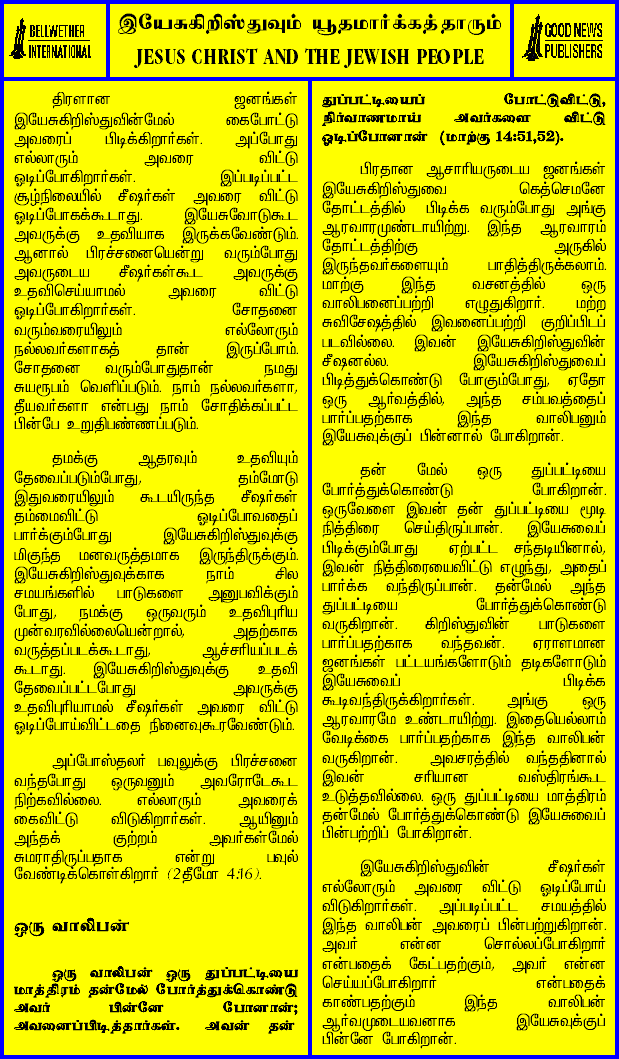 BELLWETHER
INTERNATIONAL
இயேசுகிறிஸ்துவும் யூதமார்க்கத்தாரும்
JESUS CHRIST AND THE JEWISH PEOPLE
GOOD NEWS
PUBLISHERS
திரளான ஜனங்கள்
இயேசுகிறிஸ்துவின்மேல் கைபோட்டு
அவரைப் பிடிக்கிறார்கள். அப்போது
எல்லாரும் அவரை விட்டு
ஓடிப்போகிறார்கள். இப்படிப்பட்ட
சூழ்நிலையில் சீஷர்கள் அவரை விட்டு
ஓடிப்போகக்கூடாது. இயேசுவோடுகூட
அவருக்கு உதவியாக இருக்கவேண்டும்.
ஆனால் பிரச்சனையென்று வரும்போது
அவருடைய சீஷர்கள்கூட அவருக்கு
உதவிசெய்யாமல் அவரை விட்டு
ஓடிப்போகிறார்கள். சோதனை
வரும்வரையிலும் எல்லோரும்
நல்லவர்களாகத் தான் இருப்போம்.
சோதனை வரும்போதுதான் நமது
சுயரூபம் வெளிப்படும். நாம் நல்லவர்களா,
தீயவர்களா என்பது நாம் சோதிக்கப்பட்ட
பின்பே உறுதிபண்ணப்படும்.
தமக்கு ஆதரவும் உதவியும்
தேவைப்படும்போது, தம்மோடு
இதுவரையிலும் கூடயிருந்த சீஷர்கள்
தம்மைவிட்டு ஓடிப்போவதைப்
பார்க்கும்போது இயேசுகிறிஸ்துவுக்கு
மிகுந்த மனவருத்தமாக இருந்திருக்கும்.
இயேசுகிறிஸ்துவுக்காக நாம் சில
சமயங்களில் பாடுகளை அனுபவிக்கும்
போது, நமக்கு ஒருவரும் உதவிபுரிய
முன்வரவில்லையென்றால், அதற்காக
வருத்தப்படக்கூடாது, ஆச்சரியப்படக்
கூடாது. இயேசுகிறிஸ்துவுக்கு உதவி
தேவைப்பட்டபோது அவருக்கு
உதவிபுரியாமல் சீஷர்கள் அவரை விட்டு
ஓடிப்போய்விட்டதை நினைவுகூரவேண்டும்.
அப்போஸ்தலர் பவுலுக்கு பிரச்சனை
வந்தபோது ஒருவனும் அவரோடேகூட
நிற்கவில்லை. எல்லாரும் அவரைக்
கைவிட்டு விடுகிறார்கள். ஆயினும்
அந்தக் குற்றம் அவர்கள்மேல்
சுமராதிருப்பதாக என்று பவுல்
வேண்டிக்கொள்கிறார் (2தீமோ 4:16).
ஒரு வாலிபன்
ஒரு வாலிபன் ஒரு துப்பட்டியை
மாத்திரம் தன்மேல் போர்த்துக்கொண்டு
அவர் பின்னே போனான்;
அவனைப்பிடித்தார்கள். அவன் தன்
துப்பட்டியைப் போட்டுவிட்டு,
நிர்வாணமாய் அவர்களை விட்டு
ஓடிப்போனான் (மாற்கு 14:51,52).
பிரதான ஆசாரியருடைய ஜனங்கள்
இயேசுகிறிஸ்துவை கெத்செமனே
தோட்டத்தில் பிடிக்க வரும்போது அங்கு
ஆரவாரமுண்டாயிற்று. இந்த ஆரவாரம்
தோட்டத்திற்கு அருகில்
இருந்தவர்களையும் பாதித்திருக்கலாம்.
மாற்கு இந்த வசனத்தில் ஒரு
வாலிபனைப்பற்றி எழுதுகிறார். மற்ற
சுவிசேஷத்தில் இவனைப்பற்றி குறிப்பிடப்
படவில்லை. இவன் இயேசுகிறிஸ்துவின்
சீஷனல்ல. இயேசுகிறிஸ்துவைப்
பிடித்துக்கொண்டு போகும்போது, ஏதோ
ஒரு ஆர்வத்தில், அந்த சம்பவத்தைப்
பார்ப்பதற்காக இந்த வாலிபனும்
இயேசுவுக்குப் பின்னால் போகிறான்.
தன் மேல் ஒரு துப்பட்டியை
போர்த்துக்கொண்டு போகிறான்.
ஒருவேளை இவன் தன் துப்பட்டியை மூடி
நித்திரை செய்திருப்பான். இயேசுவைப்
பிடிக்கும்போது ஏற்பட்ட சந்தடியினால்,
இவன் நித்திரையைவிட்டு எழுந்து, அதைப்
பார்க்க வந்திருப்பான். தன்மேல் அந்த
துப்பட்டியை போர்த்துக்கொண்டு
வருகிறான். கிறிஸ்துவின் பாடுகளை
பார்ப்பதற்காக வந்தவன். ஏராளமான
ஜனங்கள் பட்டயங்களோடும் தடிகளோடும்
இயேசுவைப் பிடிக்க
கூடிவந்திருக்கிறார்கள். அங்கு ஒரு
ஆரவாரமே உண்டாயிற்று. இதையெல்லாம்
வேடிக்கை பார்ப்பதற்காக இந்த வாலிபன்
வருகிறான். அவசரத்தில் வந்ததினால்
இவன் சரியான வஸ்திரங்கூட
உடுத்தவில்லை. ஒரு துப்பட்டியை மாத்திரம்
தன்மேல் போர்த்துக்கொண்டு இயேசுவைப்
பின்பற்றிப் போகிறான்.
இயேசுகிறிஸ்துவின் சீஷர்கள்
எல்லோரும் அவரை விட்டு ஓடிப்போய்
விடுகிறார்கள். அப்படிப்பட்ட சமயத்தில்
இந்த வாலிபன் அவரைப் பின்பற்றுகிறான்.
அவர் என்ன சொல்லப்போகிறார்
என்பதைக் கேட்பதற்கும், அவர் என்ன
செய்யப்போகிறார் என்பதைக்
காண்பதற்கும் இந்த வாலிபன்
ஆர்வமுடையவனாக இயேசுவுக்குப்
பின்னே போகிறான்.